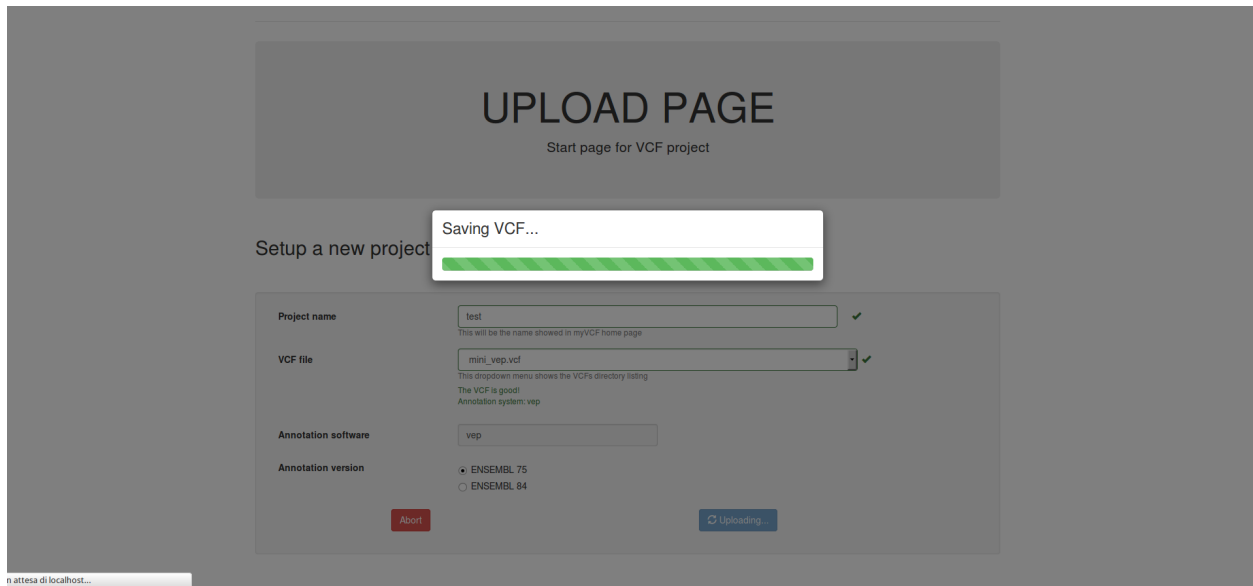 UPLOAD PAGE
Start page for VCF project
Saving VCF...
Setup a new project
Project name
test
This will be the name showed in myVCF home page
VCF file
mini_vep.vcf
This dropdown menu shows the VCFs directory listing
The VCF is good!
Annotation system: vep
Annotation software
vep
Annotation version
ENSEMBL 75
ENSEMBL 84
Abort
Uploading...
n attesa di localhost...